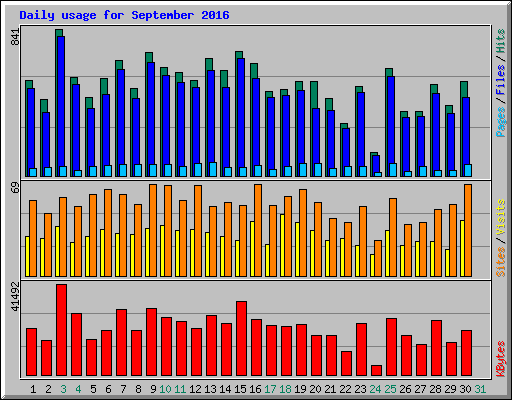 Daily usage for September 2016
841
Pages / Files / Hits
69
Sites / Visits
41492
KBytes
1 2 3 4 5 6 7 8 9 10 11 12 13 14 15 16 17 18 19 20 21 22 23 24 25 26 27 28 29 30 31